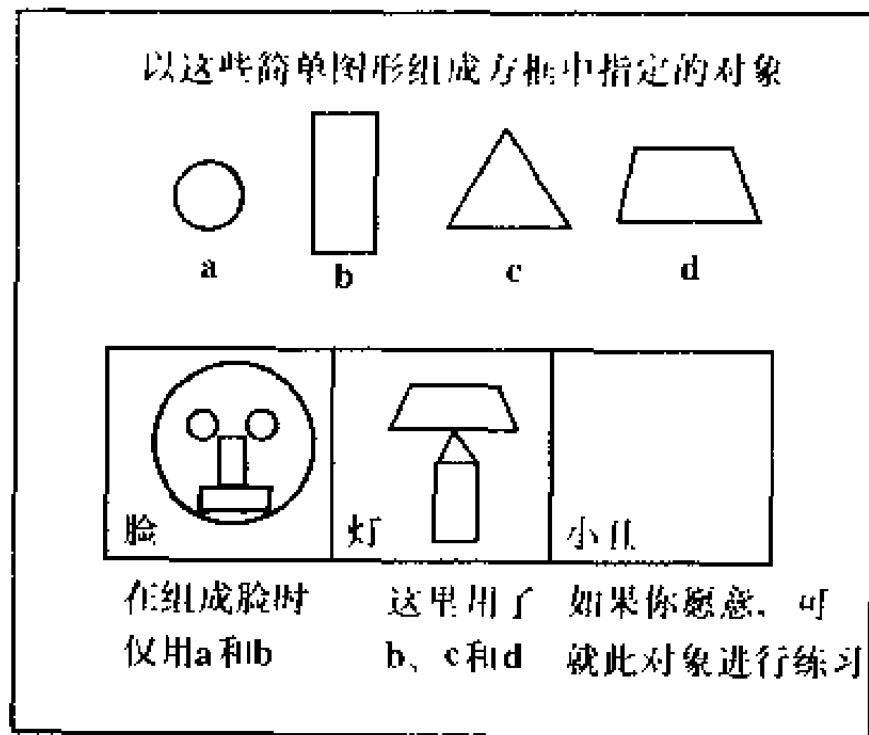 以这些简单图形组成方框中指定的对象
a b c d
脸 灯 小丑
在组成脸时 这里用了 如果你愿意，可
仅用a和b b、c和d 就此对象进行练习